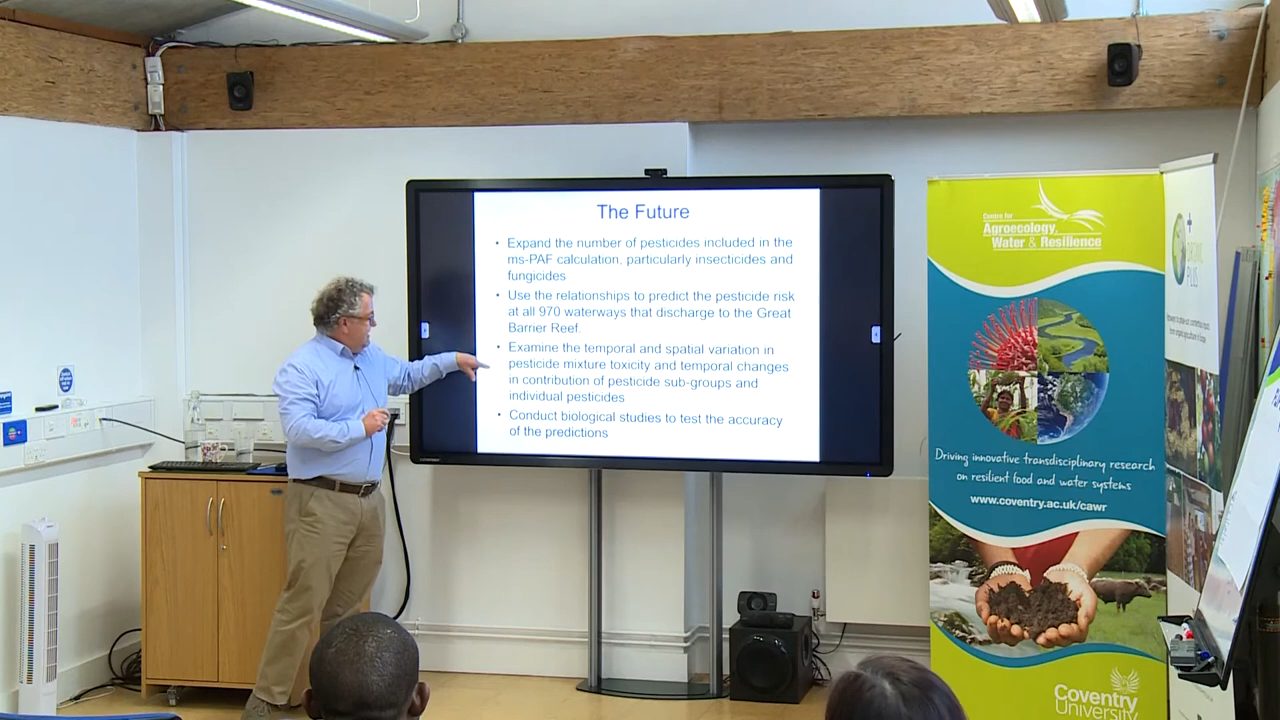 The Future
• Expand the number of pesticides included in the
ms-PAF calculation, particularly insecticides and
fungicides
• Use the relationships to predict the pesticide risk
at all 970 waterways that discharge to the Great
Barrier Reef.
• Examine the temporal and spatial variation in
pesticide mixture toxicity and temporal changes
in contribution of pesticide sub-groups and
individual pesticides
• Conduct biological studies to test the accuracy
of the predictions
Centre for
Agroecology,
Water & Resilience
Driving innovative transdisciplinary research
on resilient food and water systems
www.coventry.ac.uk/cawr
Coventry
University
PLUS